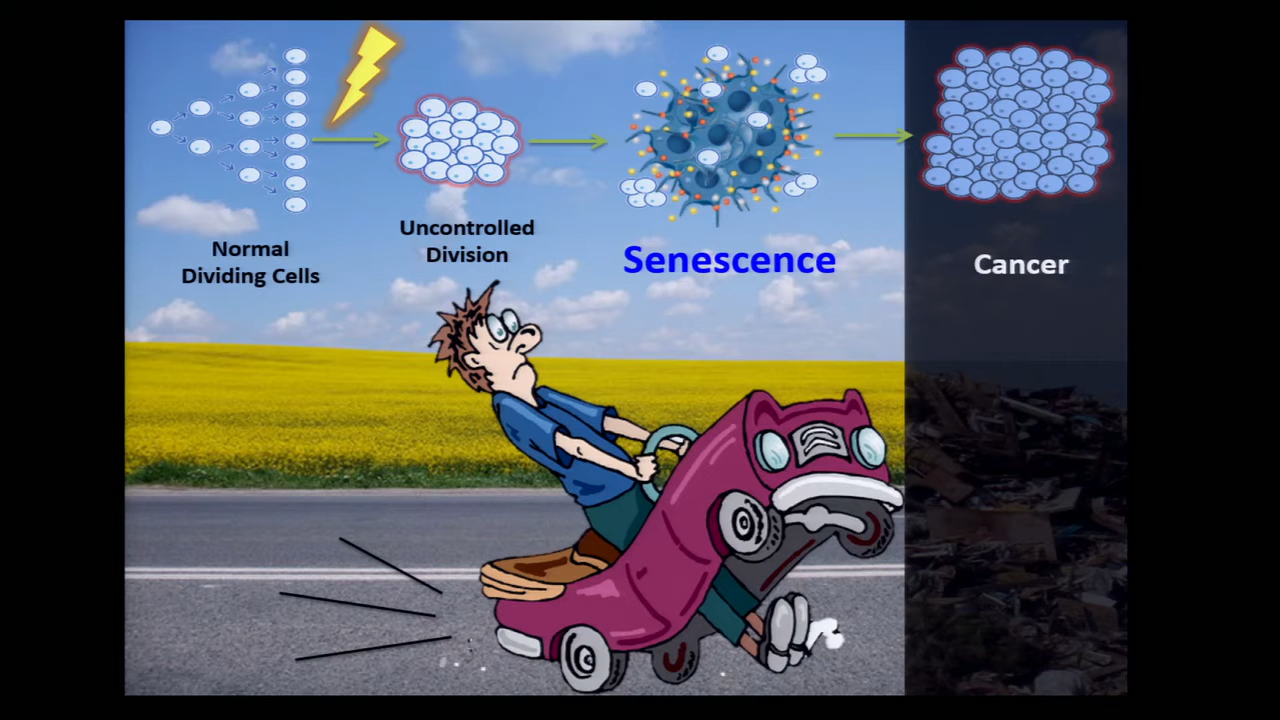 Normal
Dividing Cells
Uncontrolled
Division
Senescence
Cancer